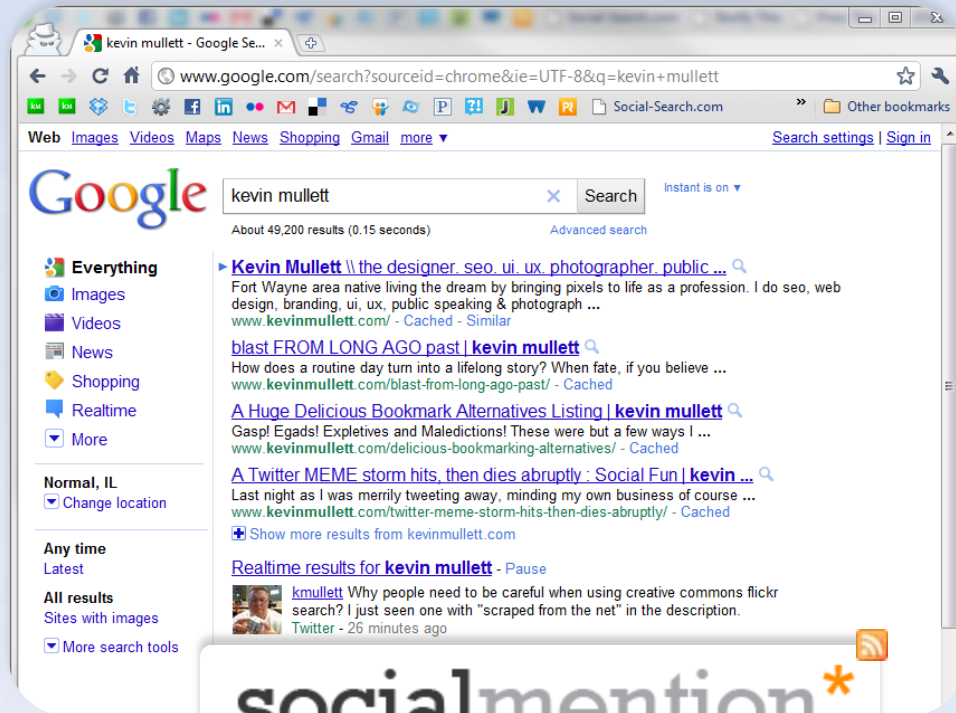 kevin mullett - Google Se...
www.google.com/search?sourceid=chrome&ie=UTF-8&q=kevin+mullett
Social-Search.com » Other bookmarks
Web Images Videos Maps News Shopping Gmail more ▼ Search settings | Sign in
Google
kevin mullett
Search
Instant is on ▼
About 49,200 results (0.15 seconds) Advanced search
Everything
Images
Videos
News
Shopping
Realtime
More
Normal, IL
Change location
Any time
Latest
All results
Sites with images
More search tools
Kevin Mullett \\ the designer. seo. ui. ux. photographer. public ...
Fort Wayne area native living the dream by bringing pixels to life as a profession. I do seo, web
design, branding, ui, ux, public speaking & photograph ...
www.kevinmullett.com/ - Cached - Similar
blast FROM LONG AGO past | kevin mullett
How does a routine day turn into a lifelong story? When fate, if you believe ...
www.kevinmullett.com/blast-from-long-ago-past/ - Cached
A Huge Delicious Bookmark Alternatives Listing | kevin mullett
Gasp! Egads! Expletives and Maledictions! These were but a few ways I ...
www.kevinmullett.com/delicious-bookmarking-alternatives/ - Cached
A Twitter MEME storm hits, then dies abruptly : Social Fun | kevin ...
Last night as I was merrily tweeting away, minding my own business of course ...
www.kevinmullett.com/twitter-meme-storm-hits-then-dies-abruptly/ - Cached
Show more results from kevinmullett.com
Realtime results for kevin mullett - Pause
kmullett Why people need to be careful when using creative commons flickr
search? I just seen one with "scraped from the net" in the description.
Twitter - 26 minutes ago
socialmention*